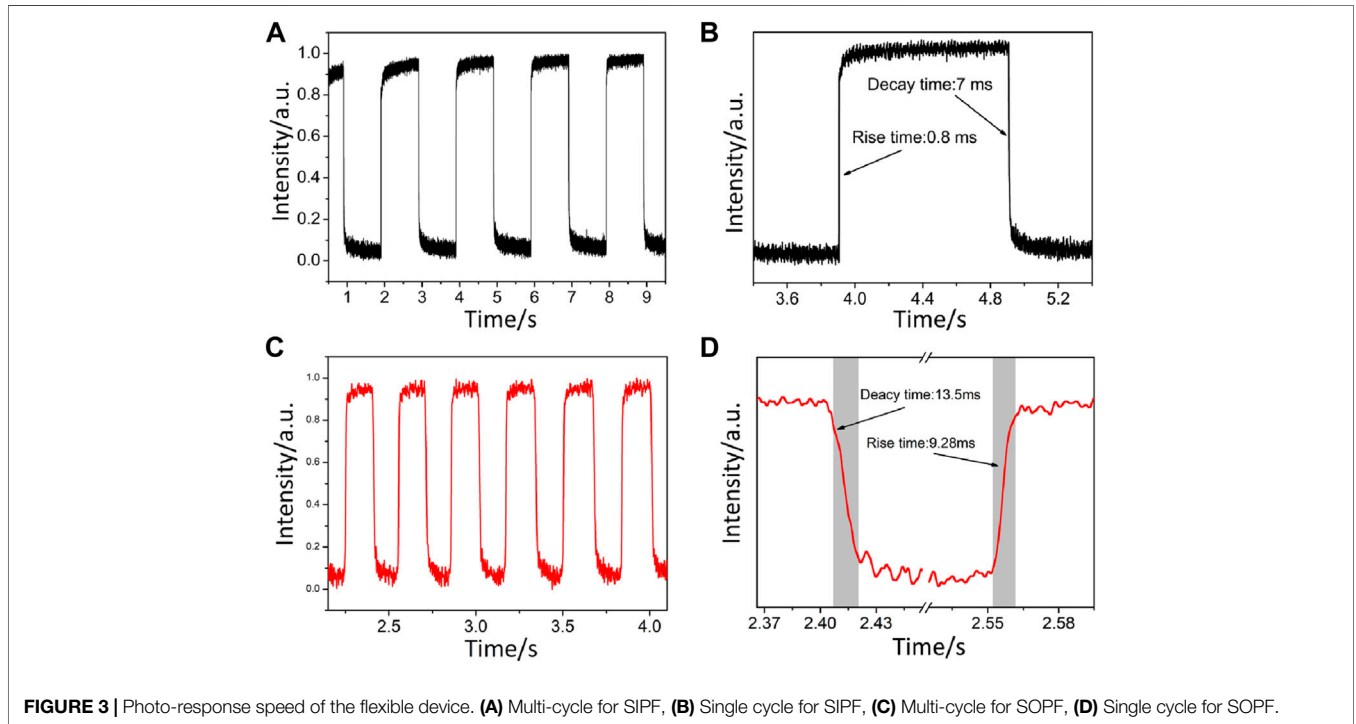 A
Intensity/a.u.
1.0
0.8
0.6
0.4
0.2
0.0
1 2 3 4 5 6 7 8 9
Time/s
B
Intensity/a.u.
Decay time:7 ms
Rise time:0.8 ms
3.6 4.0 4.4 4.8 5.2
Time/s
C
Intensity/a.u.
1.0
0.8
0.6
0.4
0.2
0.0
2.5 3.0 3.5 4.0
Time/s
D
Intensity/a.u.
Deacy time:13.5ms
Rise time:9.28ms
2.37 2.40 2.43 2.55 2.58
Time/s
FIGURE 3 | Photo-response speed of the flexible device. (A) Multi-cycle for SIPF, (B) Single cycle for SIPF, (C) Multi-cycle for SOPF, (D) Single cycle for SOPF.